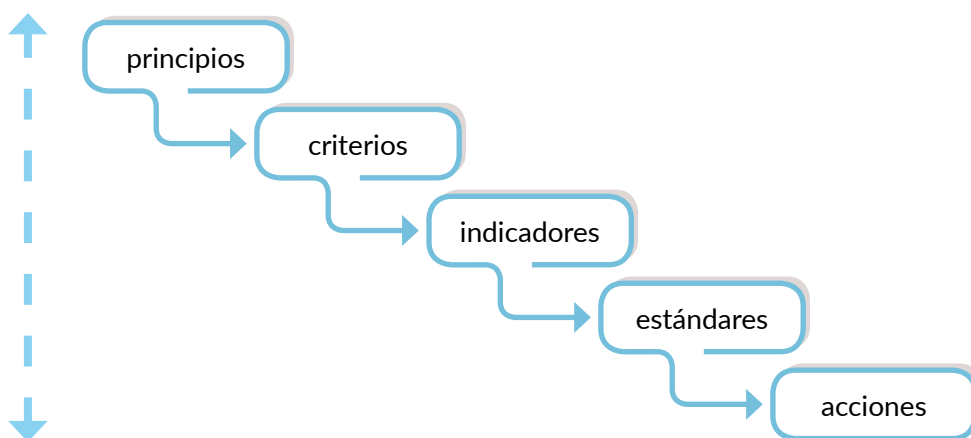 principios
criterios
indicadores
estándares
acciones